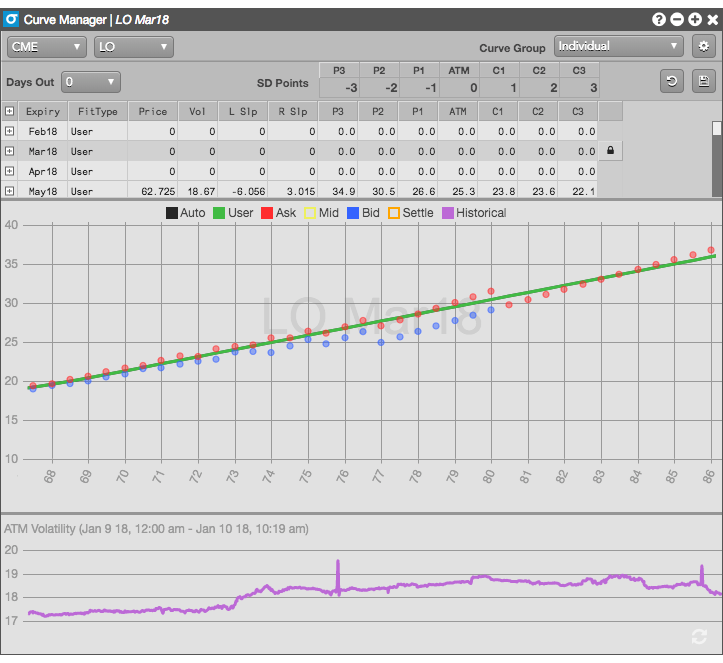 Curve Manager | LO Mar18
CME LO Curve Group Individual
Days Out 0 SD Points P3 P2 P1 ATM C1 C2 C3
-3 -2 -1 0 1 2 3
Expiry FitType Price Vol L Slp R Slp P3 P2 P1 ATM C1 C2 C3
Feb18 User 0 0 0 0 0.0 0.0 0.0 0.0 0.0 0.0 0.0
Mar18 User 0 0 0 0 0.0 0.0 0.0 0.0 0.0 0.0 0.0
Apr18 User 0 0 0 0 0.0 0.0 0.0 0.0 0.0 0.0 0.0
May18 User 62.725 18.67 -6.056 3.015 34.9 30.5 26.6 25.3 23.8 23.6 22.1
Auto User Ask Mid Bid Settle Historical
40
35
30
LO Mar18
25
20
15
10
68 69 70 71 72 73 74 75 76 77 78 79 80 81 82 83 84 85 86
ATM Volatility (Jan 9 18, 12:00 am - Jan 10 18, 10:19 am)
20
19
18
17